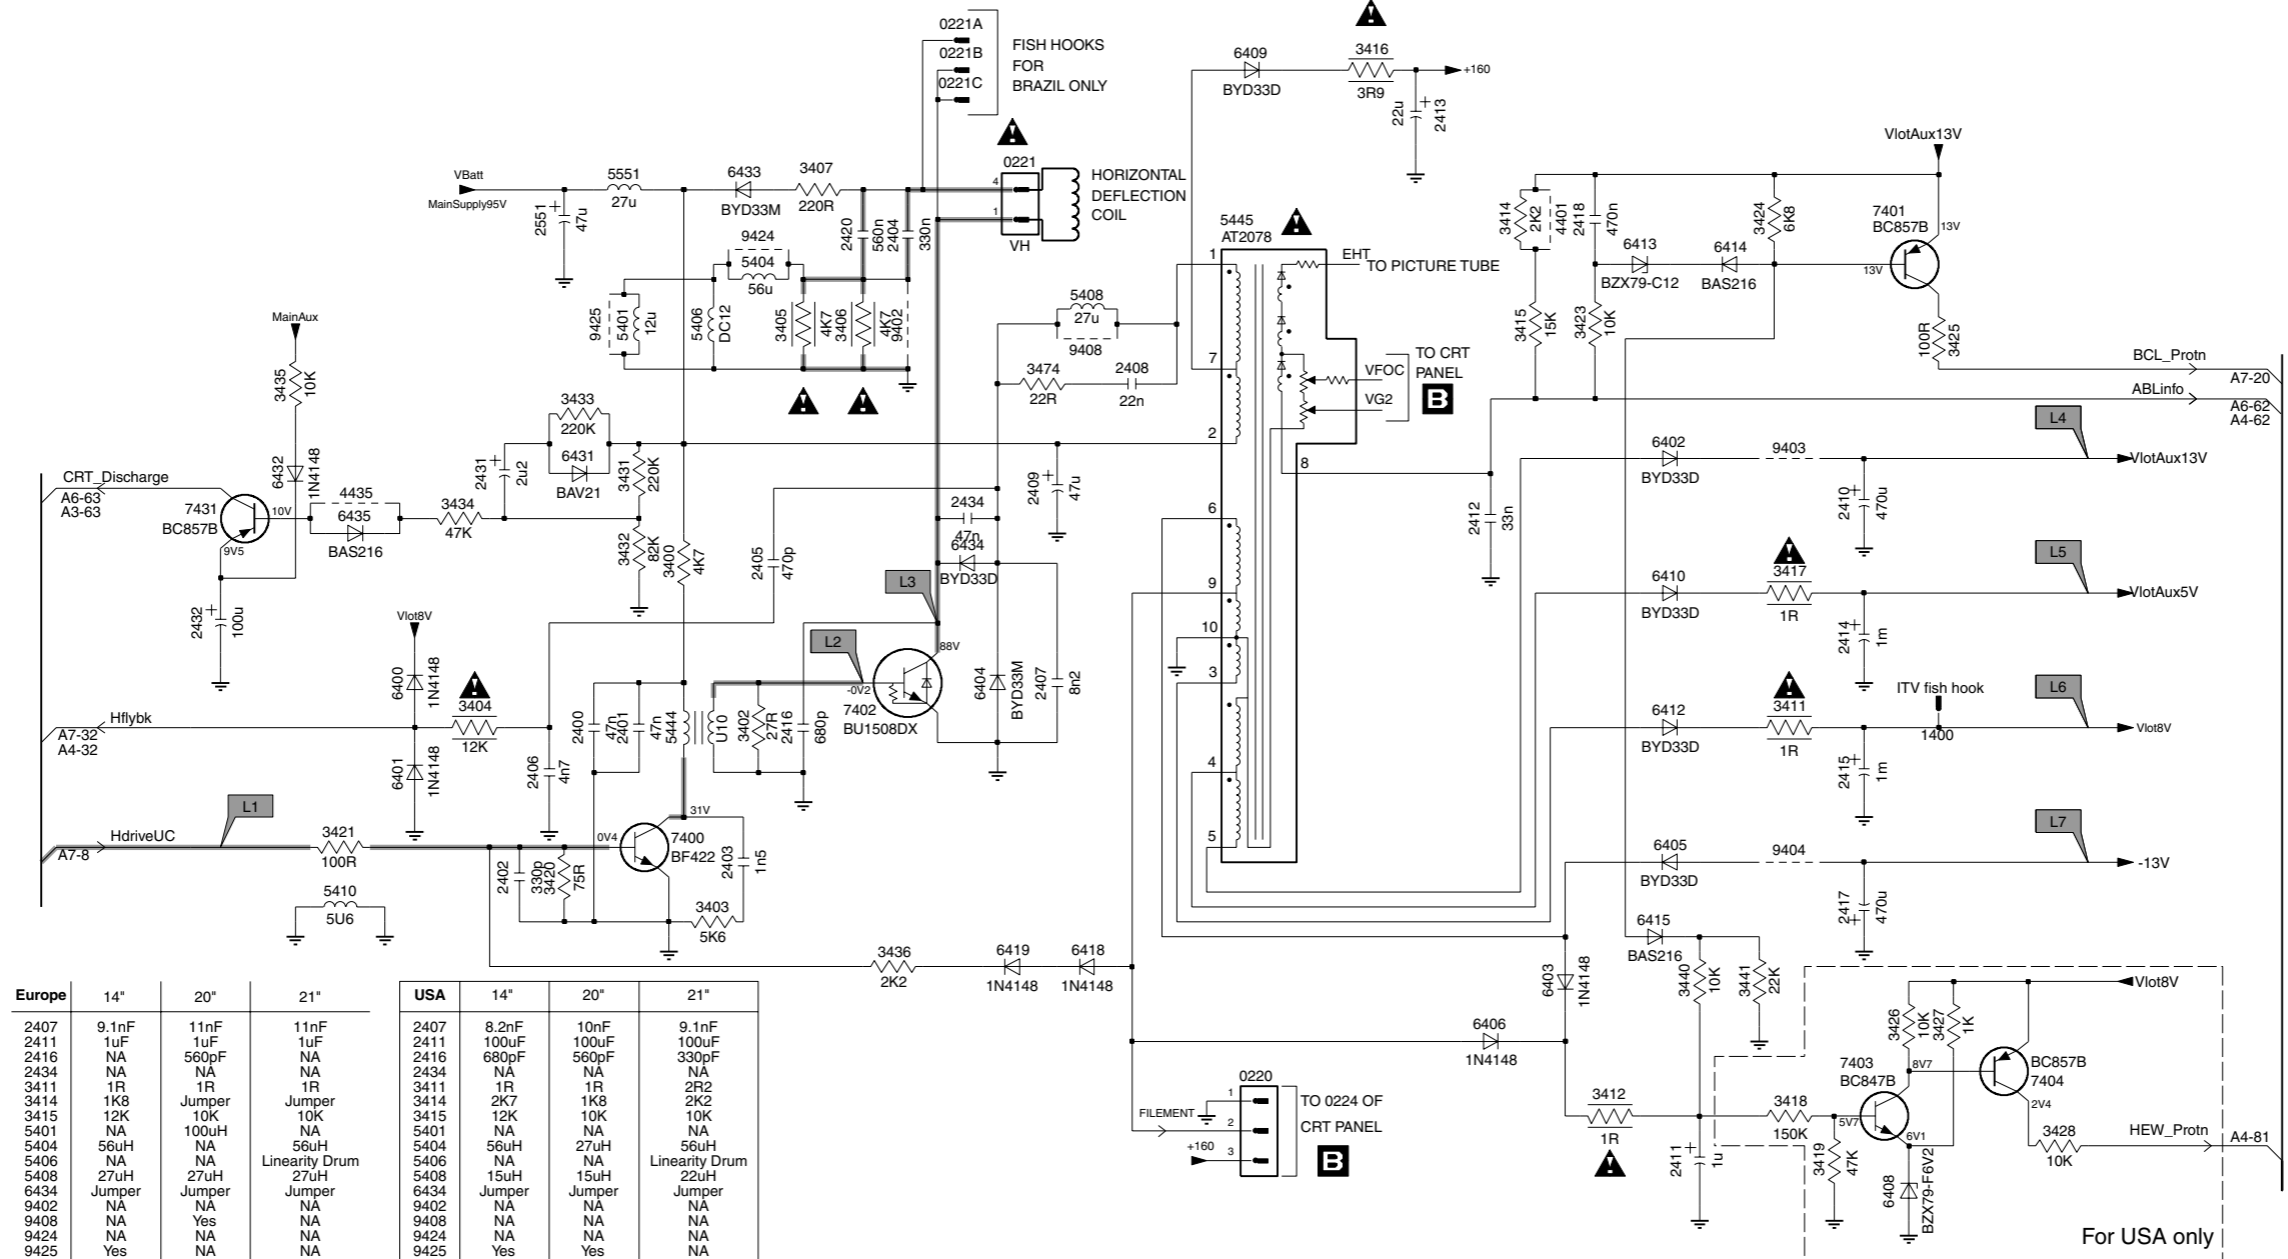 0221A
0221B
0221C
FISH HOOKS
FOR
BRAZIL ONLY
6409
BYD33D
3416
3R9
+160
22u
2413
VlotAux13V
VBatt
MainSupply95V
5551
27u
2551
47u
6433
BYD33M
3407
220R
2420
560n
2404
330n
0221
4
1
VH
HORIZONTAL
DEFLECTION
COIL
9424
5404
56u
9425
5401
12u
5406
DC12
3405
4K7
3406
4K7
9402
5408
27u
9408
3474
22R
2408
22n
5445
AT2078
1
7
2
8
6
9
10
3
4
5
EHT
TO PICTURE TUBE
VFOC
VG2
TO CRT
PANEL
B
3414
2K2
4401
2418
470n
3424
6K8
7401
BC857B
13V
13V
6413
BZX79-C12
6414
BAS216
3415
15K
3423
10K
100R
3425
BCL_Protn
A7-20
ABLinfo
A6-62
A4-62
MainAux
3435
10K
6432
1N4148
CRT_Discharge
A6-63
A3-63
7431
BC857B
10V
9V5
4435
6435
BAS216
3434
47K
2431
2u2
3433
220K
6431
BAV21
3431
220K
3432
82K
3400
4K7
2405
470p
2432
100u
2434
47n
6434
BYD33D
2409
47u
L3
L2
88V
-0V2
7402
BU1508DX
6404
BYD33M
2407
8n2
2412
33n
6402
BYD33D
9403
L4
VlotAux13V
2410
470u
6410
BYD33D
3417
1R
L5
VlotAux5V
2414
1m
6412
BYD33D
3411
1R
ITV fish hook
1400
L6
Vlot8V
2415
1m
6405
BYD33D
9404
L7
-13V
2417
470u
Vlot8V
6400
1N4148
Hflybk
A7-32
A4-32
3404
12K
6401
1N4148
2406
4n7
2400
47n
2401
47n
5444
U10
3402
27R
2416
680p
L1
HdriveUC
A7-8
3421
100R
5410
5U6
2402
330p
3420
75R
0V4
31V
7400
BF422
2403
1n5
3403
5K6
3436
2K2
6419
1N4148
6418
1N4148
6415
BAS216
6403
1N4148
3440
10K
3441
22K
6406
1N4148
3412
1R
2411
1u
0220
1
2
3
FILEMENT
+160
TO 0224 OF
CRT PANEL
B
Vlot8V
3426
10K
3427
1K
8V7
7403
BC847B
BC857B
7404
2V4
3418
150K
5V7
6V1
3419
47K
6408
BZX79-F6V2
3428
10K
HEW_Protn
A4-81
For USA only
Europe 14" 20" 21"
2407 9.1nF 11nF 11nF
2411 1uF 1uF 1uF
2416 NA 560pF NA
2434 NA NA NA
3411 1R 1R 1R
3414 1K8 Jumper Jumper
3415 12K 10K 10K
5401 NA 100uH NA
5404 56uH NA 56uH
5406 NA NA Linearity Drum
5408 27uH 27uH 27uH
6434 Jumper Jumper Jumper
9402 NA NA NA
9408 NA Yes NA
9424 NA NA NA
9425 Yes NA NA
USA 14" 20" 21"
2407 8.2nF 10nF 9.1nF
2411 100uF 100uF 100uF
2416 680pF 560pF 330pF
2434 NA NA NA
3411 1R 1R 2R2
3414 2K7 1K8 2K2
3415 12K 10K 10K
5401 NA NA NA
5404 56uH 27uH 56uH
5406 NA NA Linearity Drum
5408 15uH 15uH 22uH
6434 Jumper Jumper Jumper
9402 NA NA NA
9408 NA NA NA
9424 NA NA NA
9425 Yes Yes NA